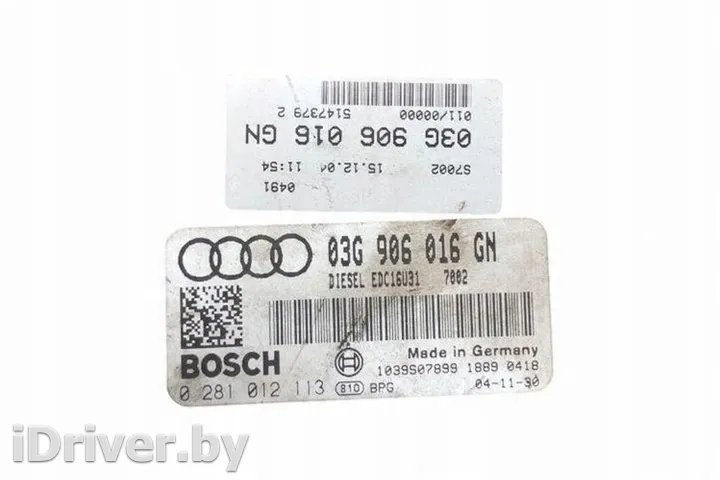 011/00000
5147379 2
03G 906 016 GN
S7002 15.12.04 11:54
0491
03G 906 016 GN
DIESEL EDC16U31 7002
BOSCH
Made in Germany
1039S07899 1889 0418
0 281 012 113 810 BPG 04-11-30
iDriver.by